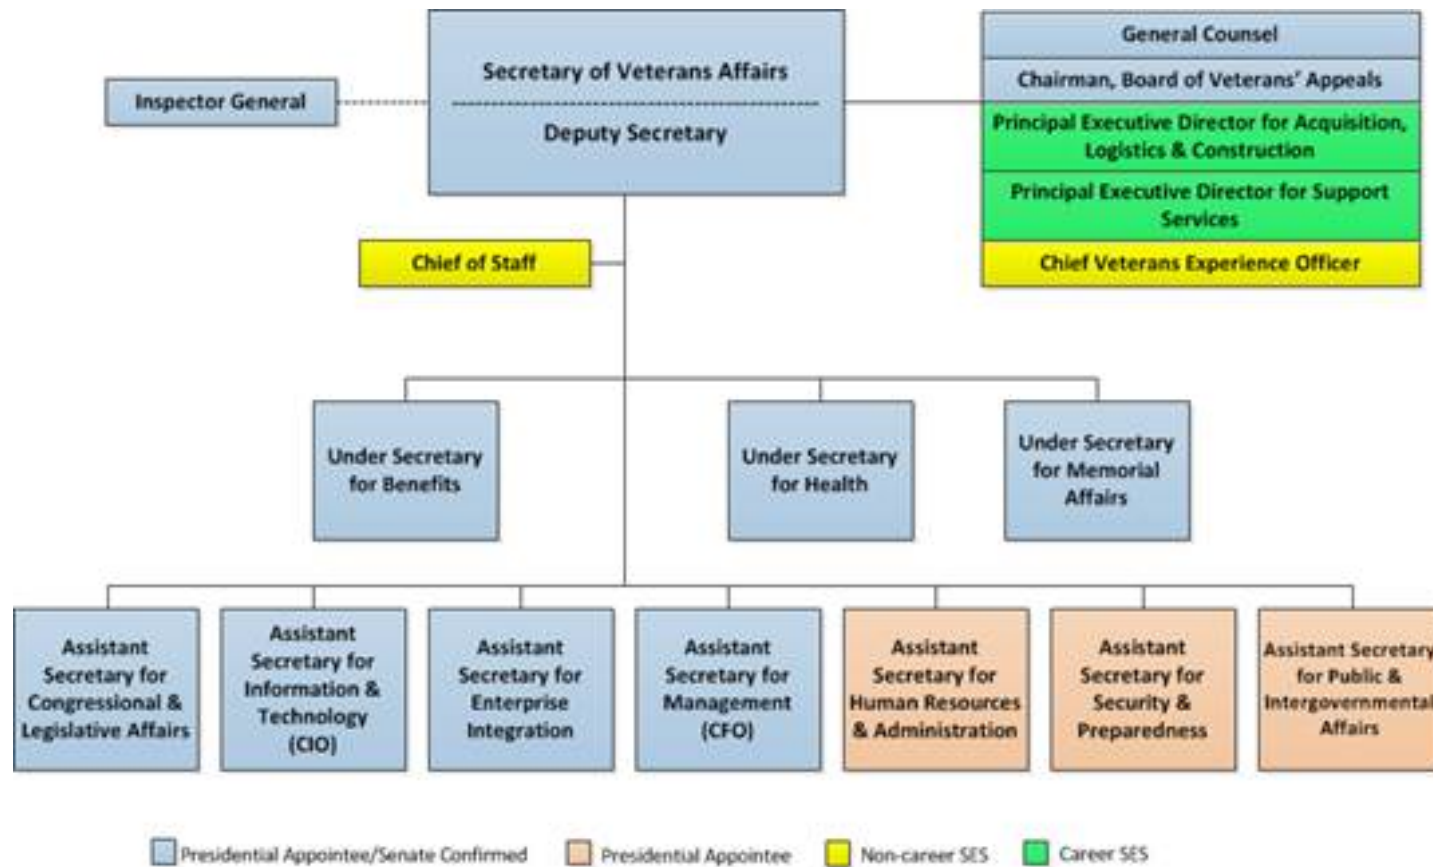 Secretary of Veterans Affairs
Deputy Secretary
Inspector General
General Counsel
Chairman, Board of Veterans' Appeals
Principal Executive Director for Acquisition,
Logistics & Construction
Principal Executive Director for Support
Services
Chief Veterans Experience Officer
Chief of Staff
Under Secretary
for Benefits
Under Secretary
for Health
Under Secretary
for Memorial
Affairs
Assistant
Secretary for
Congressional &
Legislative Affairs
Assistant
Secretary for
Information &
Technology
(CIO)
Assistant
Secretary for
Enterprise
Integration
Assistant
Secretary for
Management
(CFO)
Assistant
Secretary for
Human Resources
& Administration
Assistant
Secretary for
Security &
Preparedness
Assistant Secretary
for Public &
Intergovernmental
Affairs
Presidential Appointee/Senate Confirmed
Presidential Appointee
Non-career SES
Career SES